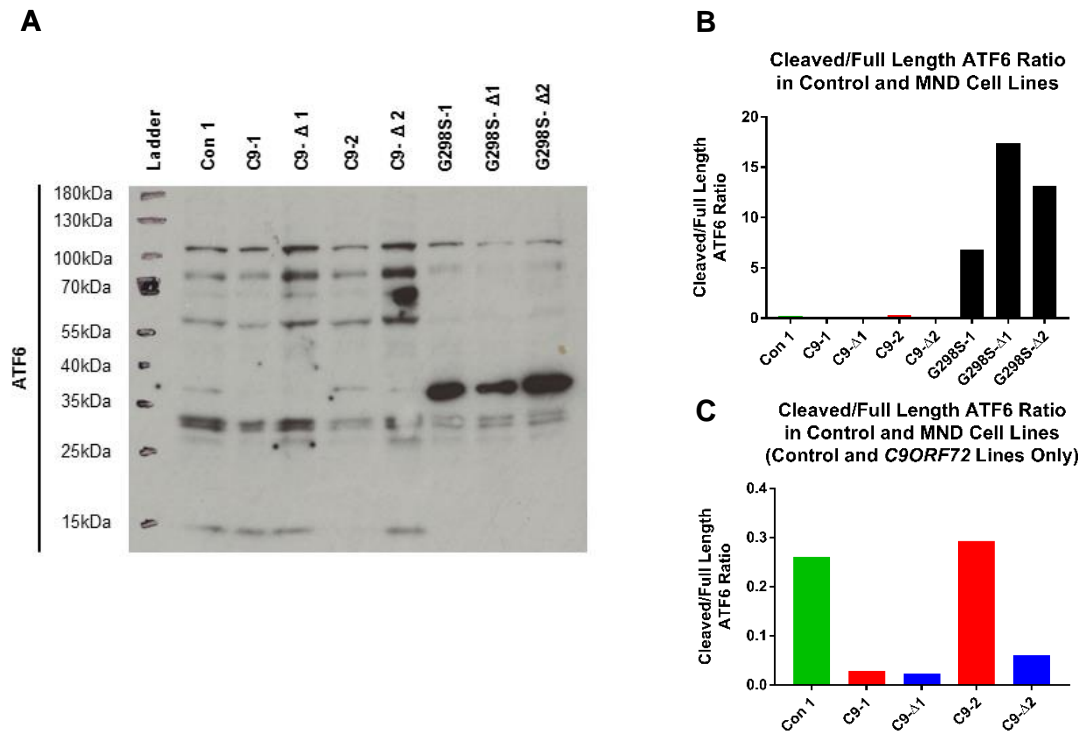 A
Ladder
Con 1
C9-1
C9- Δ 1
C9-2
C9- Δ 2
G298S-1
G298S- Δ1
G298S- Δ2
ATF6
180kDa
130kDa
100kDa
70kDa
55kDa
40kDa
35kDa
25kDa
15kDa
B
Cleaved/Full Length ATF6 Ratio
in Control and MND Cell Lines
Cleaved/Full Length
ATF6 Ratio
20
15
10
5
0
Con 1
C9-1
C9-Δ1
C9-2
C9-Δ2
G298S-1
G298S-Δ1
G298S-Δ2
C
Cleaved/Full Length ATF6 Ratio
in Control and MND Cell Lines
(Control and C9ORF72 Lines Only)
Cleaved/Full Length
ATF6 Ratio
0.4
0.3
0.2
0.1
0.0
Con 1
C9-1
C9-Δ1
C9-2
C9-Δ2